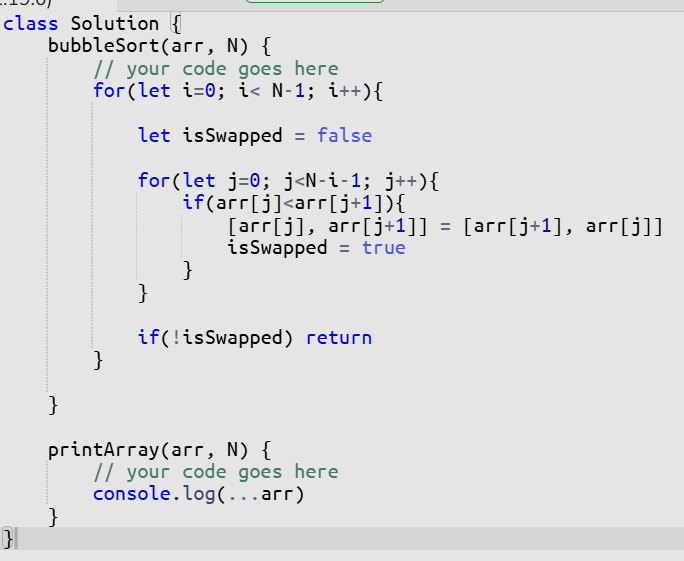 class Solution {
    bubbleSort(arr, N) {
        // your code goes here
        for(let i=0; i< N-1; i++){

            let isSwapped = false

            for(let j=0; j<N-i-1; j++){
                if(arr[j]<arr[j+1]){
                    [arr[j], arr[j+1]] = [arr[j+1], arr[j]]
                    isSwapped = true
                }
            }

            if(!isSwapped) return
        }

    }

    printArray(arr, N) {
        // your code goes here
        console.log(...arr)
    }
}